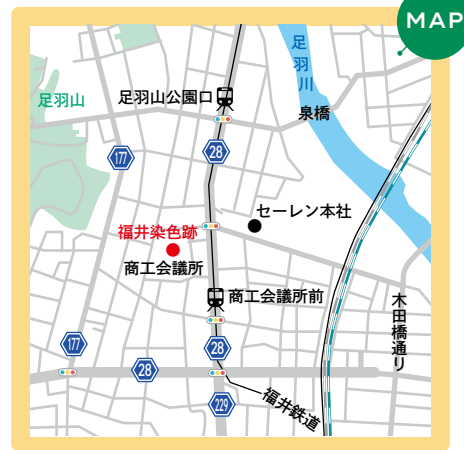 MAP
足羽川
足羽山
足羽山公園口
泉橋
177
28
セーレン本社
福井染色跡
商工会議所
商工会議所前
木田橋通り
177
28
28
229
福井鉄道